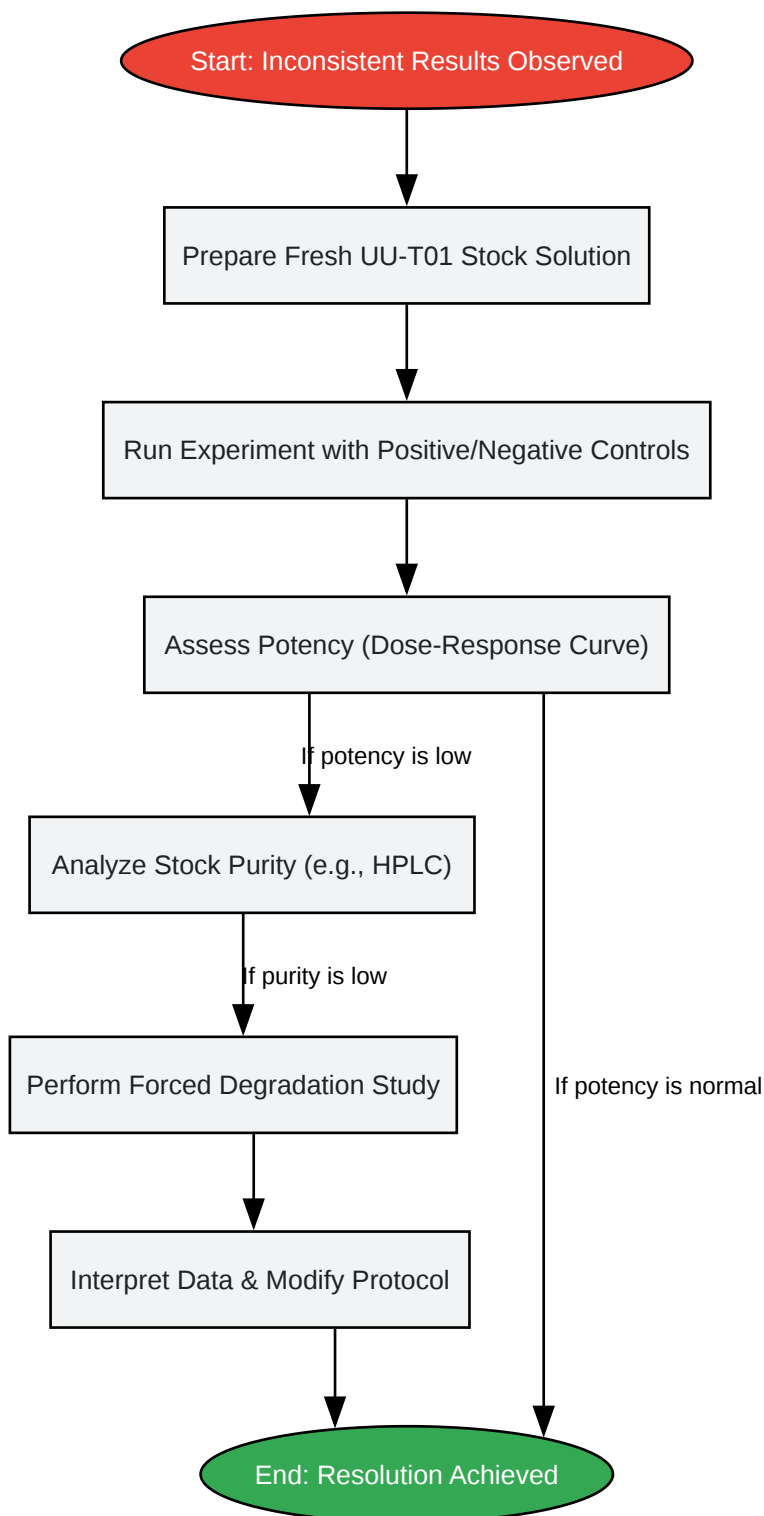 Start: Inconsistent Results Observed
Prepare Fresh UU-T01 Stock Solution
Run Experiment with Positive/Negative Controls
Assess Potency (Dose-Response Curve)
If potency is low
Analyze Stock Purity (e.g., HPLC)
If purity is low
Perform Forced Degradation Study
If potency is normal
Interpret Data & Modify Protocol
End: Resolution Achieved